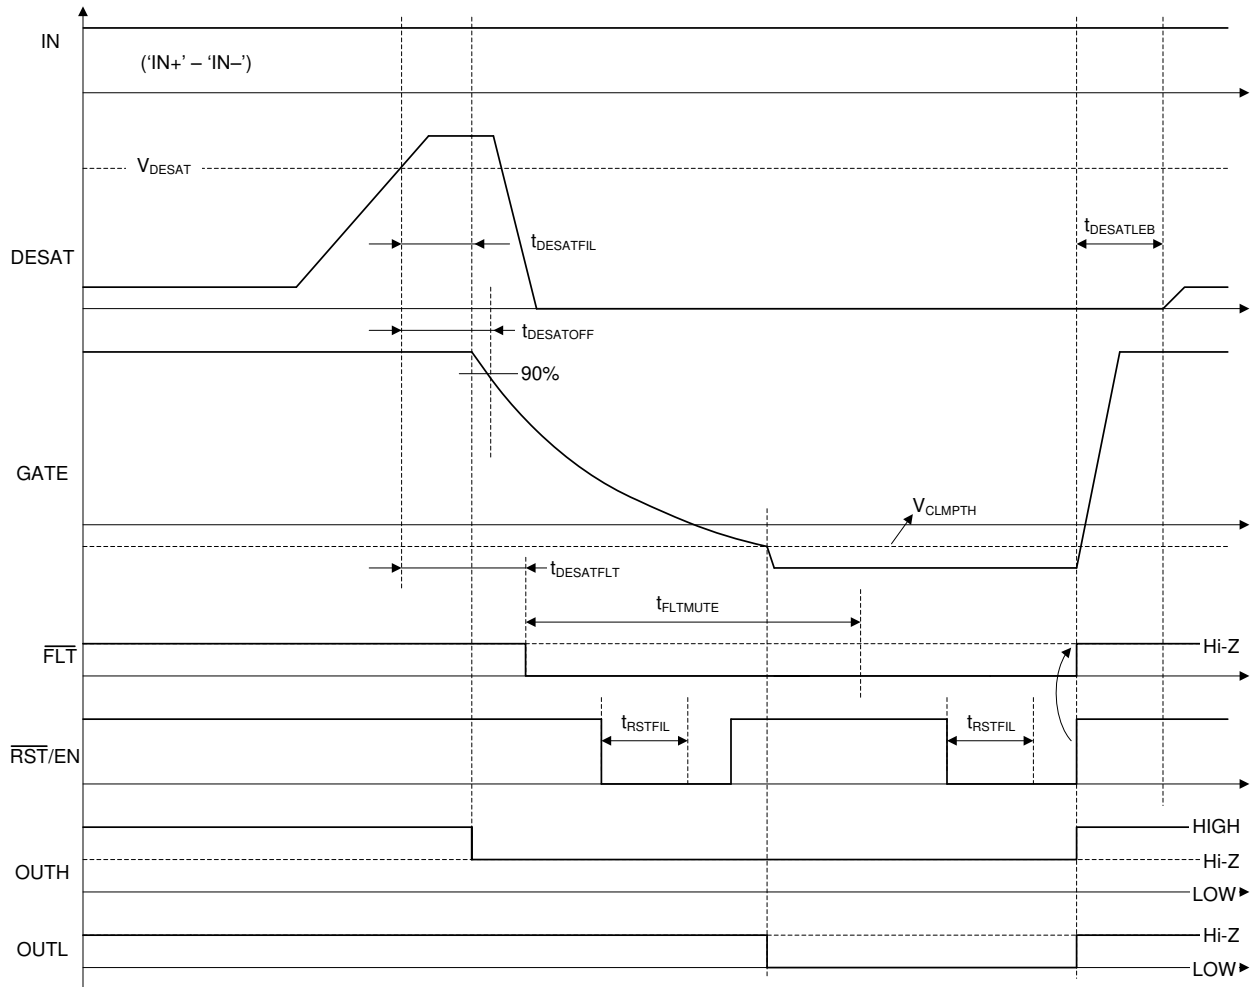 IN
('IN+' – 'IN–')
VDESAT
tDESATLEB
tDESATFIL
DESAT
tDESATOFF
90%
GATE
VCLMPTH
tDESATFLT
tFLTMUTE
FLT
Hi-Z
tRSTFIL
tRSTFIL
RST/EN
HIGH
Hi-Z
OUTH
LOW
Hi-Z
OUTL
LOW